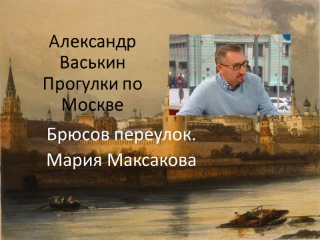 Александр
Васькин
Прогулки по
Москве
Брюсов переулок.
Мария Максакова